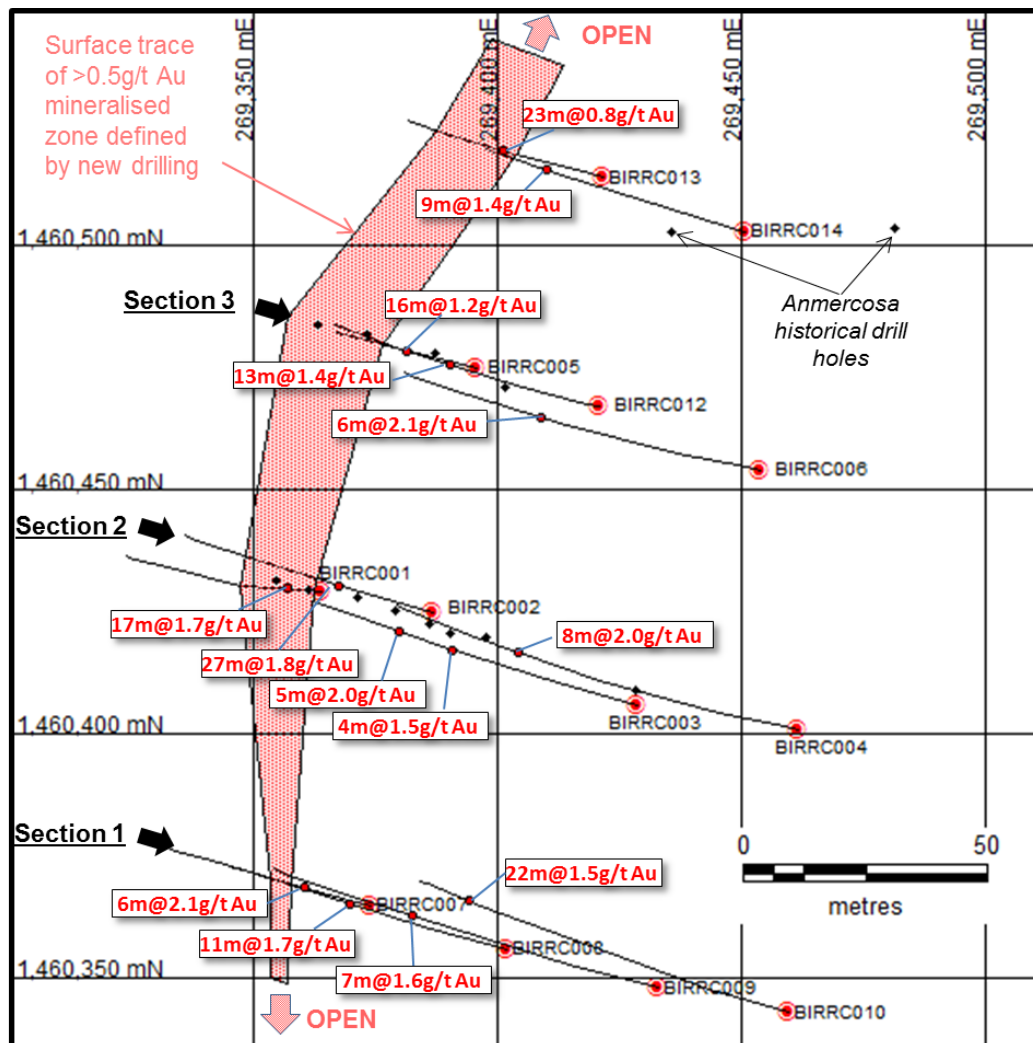 Surface trace
of >0.5g/t Au
mineralised
zone defined
by new drilling
269,350 mE
269,400 mE
269,450 mE
269,500 mE
OPEN
23m@0.8g/t Au
BIRRC013
9m@1.4g/t Au
BIRRC014
1,460,500 mN
Section 3
16m@1.2g/t Au
Anmercosa
historical drill
holes
13m@1.4g/t Au
BIRRC005
BIRRC012
6m@2.1g/t Au
BIRRC006
1,460,450 mN
Section 2
BIRRC001
BIRRC002
17m@1.7g/t Au
8m@2.0g/t Au
27m@1.8g/t Au
5m@2.0g/t Au
4m@1.5g/t Au
BIRRC003
1,460,400 mN
BIRRC004
Section 1
0
50
metres
22m@1.5g/t Au
6m@2.1g/t Au
BIRRC007
11m@1.7g/t Au
BIRRC008
7m@1.6g/t Au
1,460,350 mN
BIRRC009
BIRRC010
OPEN